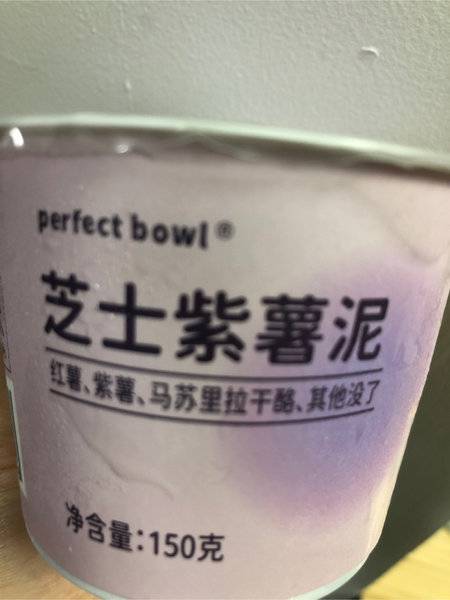 perfect bowl®
芝士紫薯泥
红薯、紫薯、马苏里拉干酪、其他没了
净含量:150克